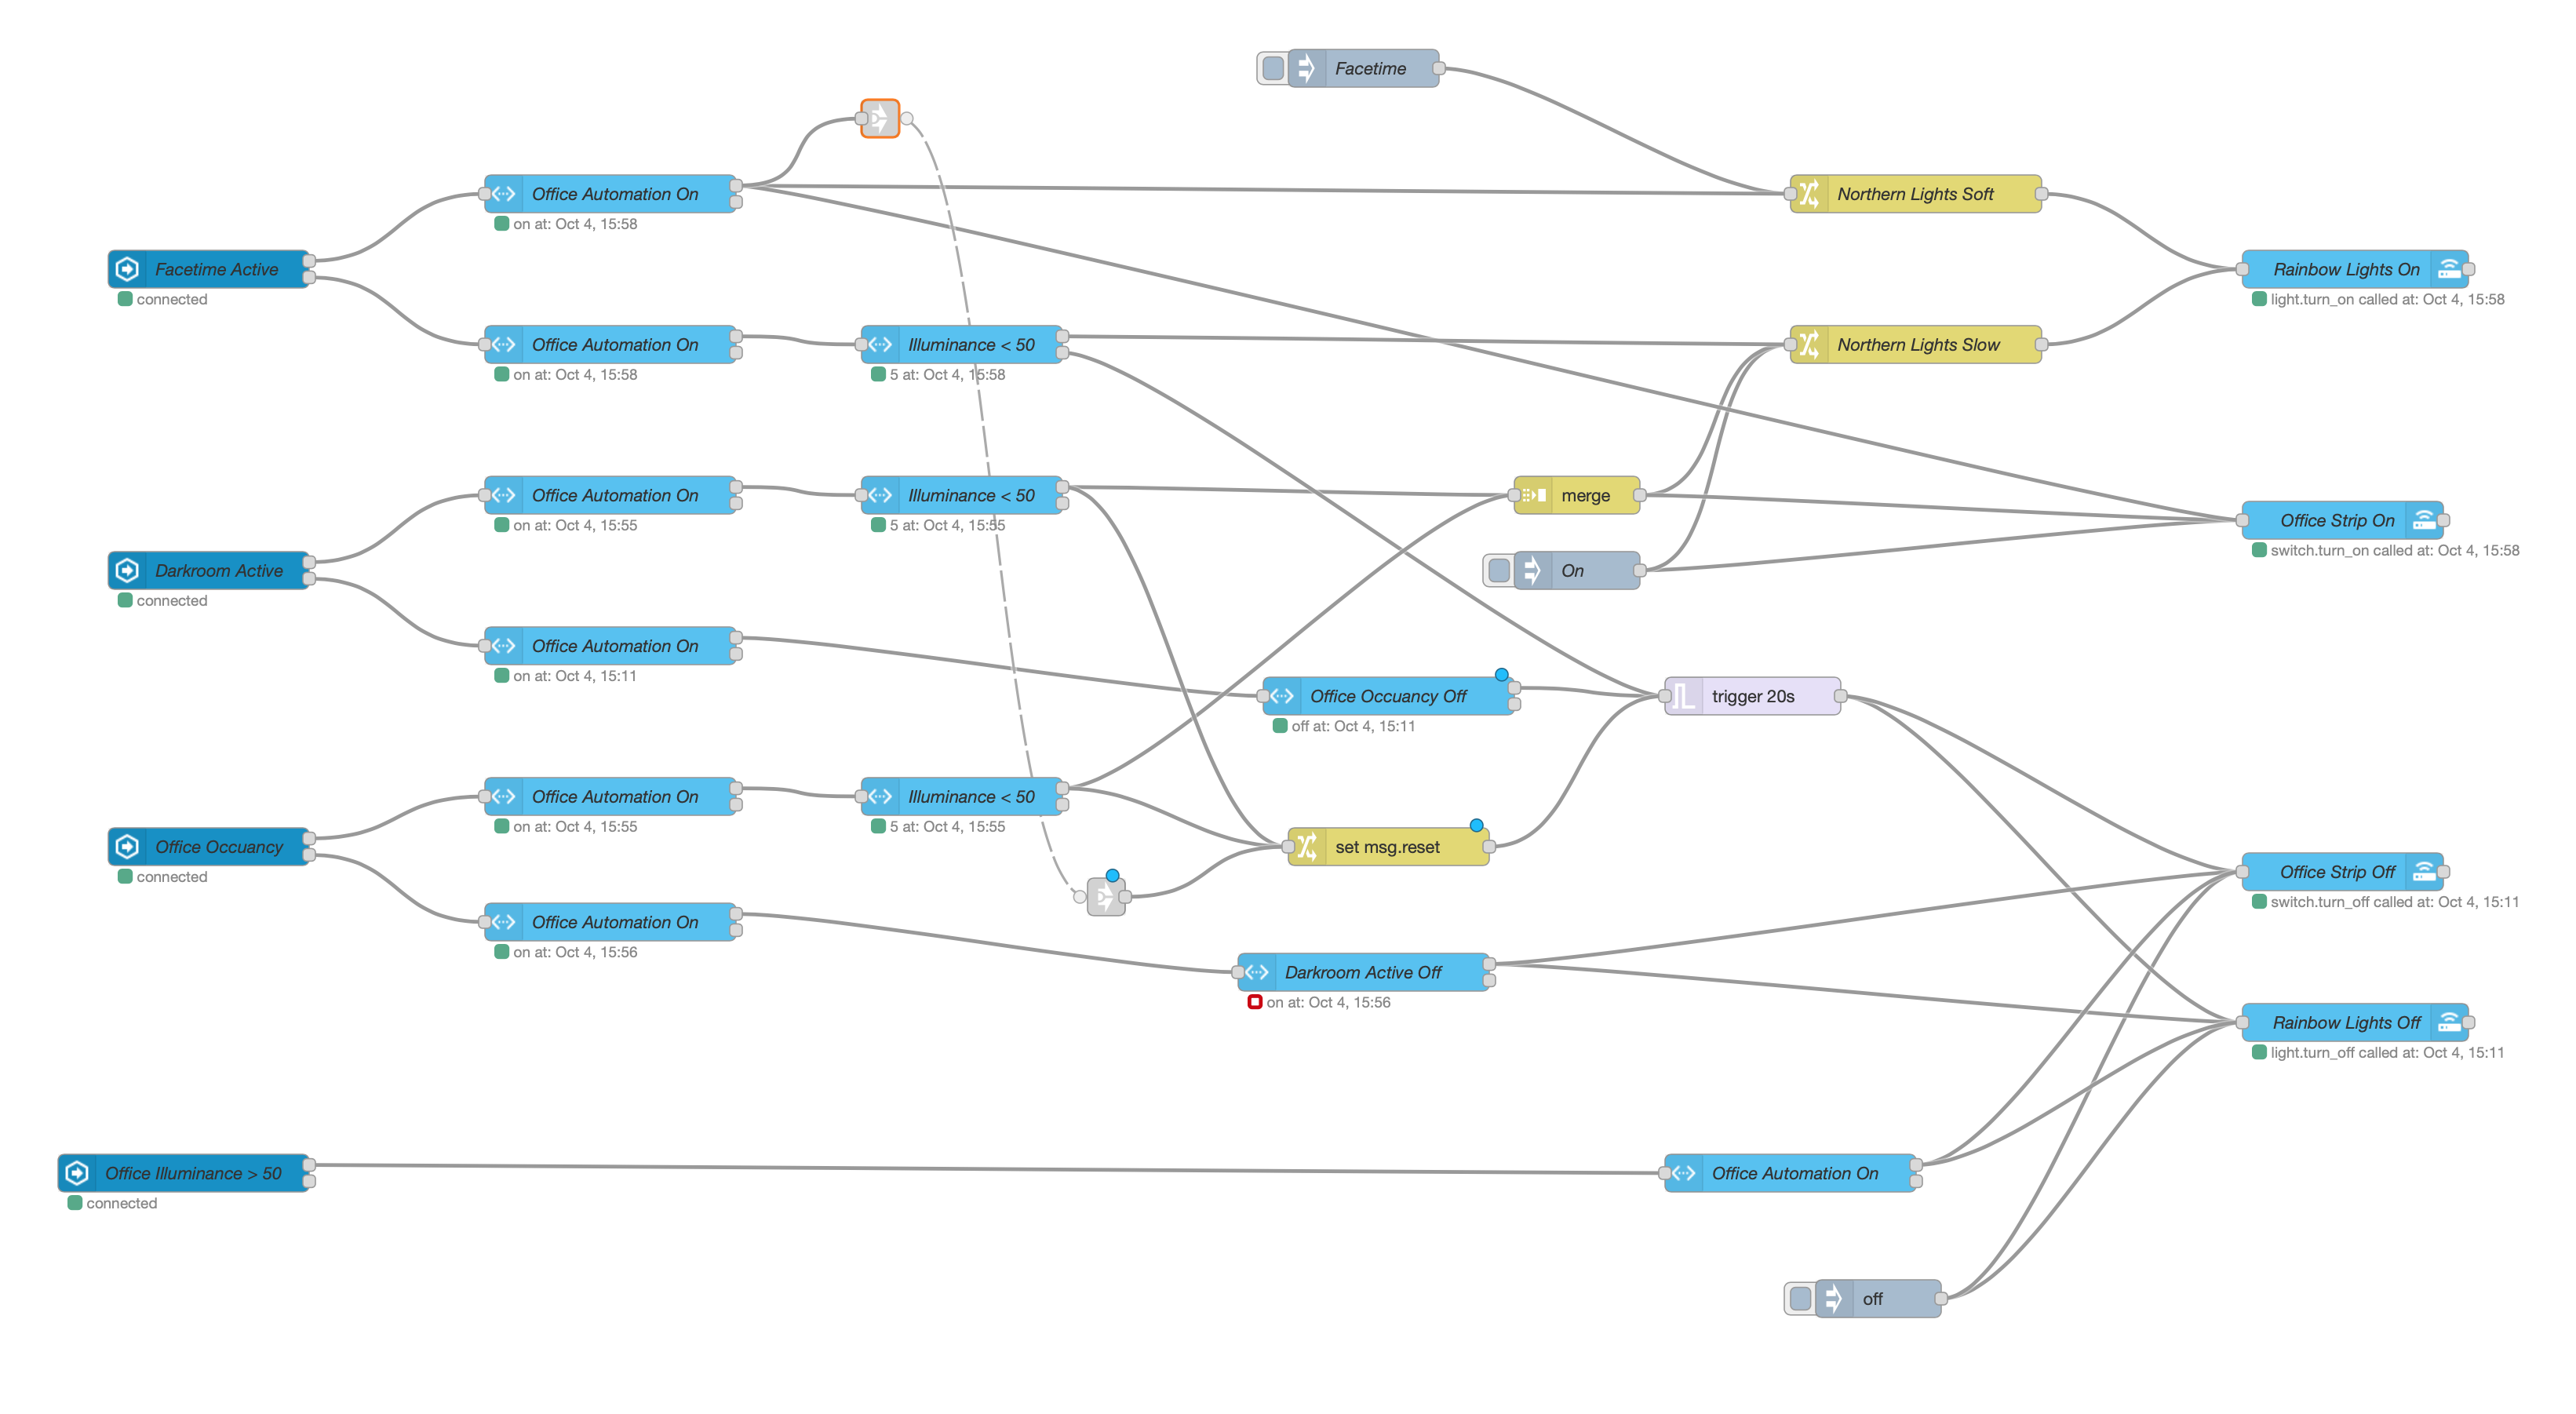 Facetime
Office Automation On
on at: Oct 4, 15:58
Northern Lights Soft
Facetime Active
connected
Rainbow Lights On
light.turn_on called at: Oct 4, 15:58
Office Automation On
on at: Oct 4, 15:58
Illuminance < 50
5 at: Oct 4, 15:58
Northern Lights Slow
Office Automation On
on at: Oct 4, 15:55
Illuminance < 50
5 at: Oct 4, 15:55
merge
Office Strip On
switch.turn_on called at: Oct 4, 15:58
Darkroom Active
connected
On
Office Automation On
on at: Oct 4, 15:11
Office Occuancy Off
off at: Oct 4, 15:11
trigger 20s
Office Automation On
on at: Oct 4, 15:55
Illuminance < 50
5 at: Oct 4, 15:55
Office Occuancy
connected
set msg.reset
Office Strip Off
switch.turn_off called at: Oct 4, 15:11
Office Automation On
on at: Oct 4, 15:56
Darkroom Active Off
on at: Oct 4, 15:56
Rainbow Lights Off
light.turn_off called at: Oct 4, 15:11
Office Illuminance > 50
connected
Office Automation On
off